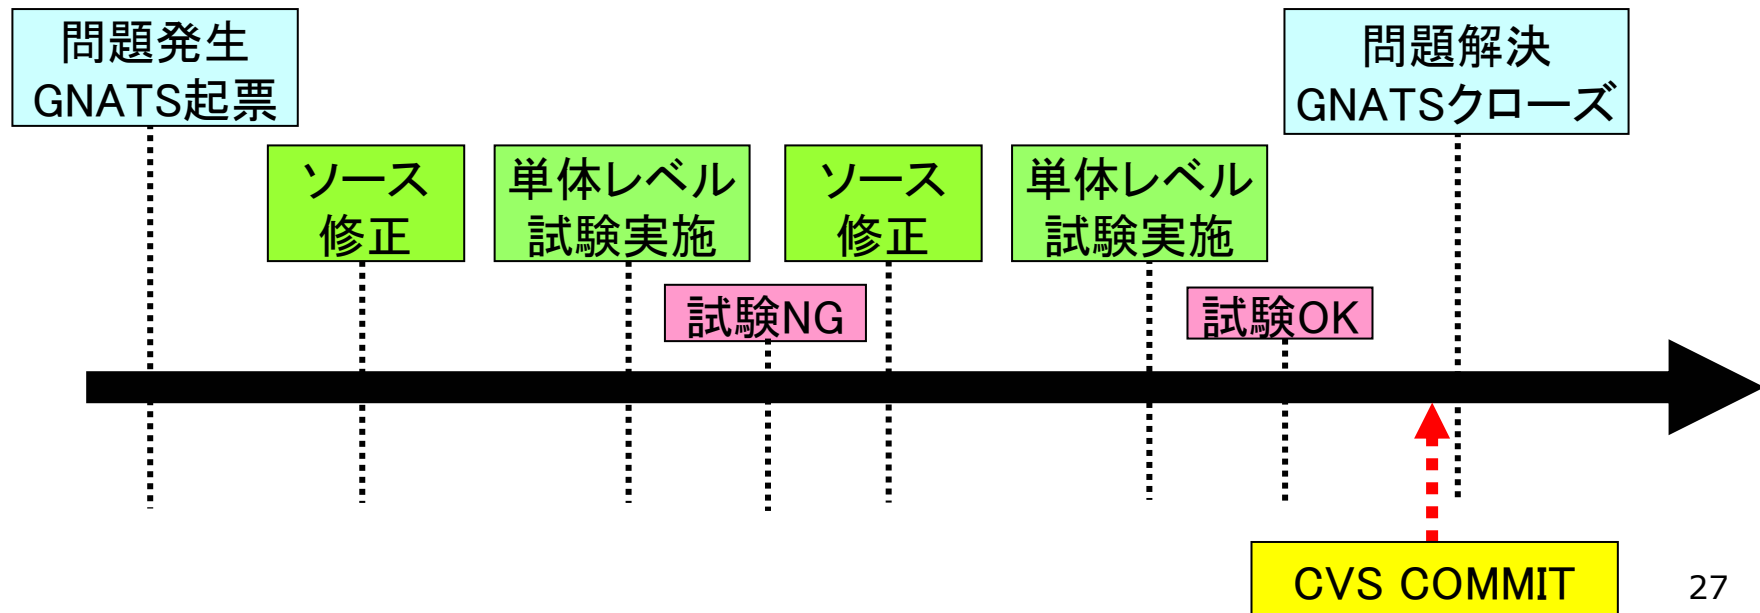 問題発生
GNATS起票
問題解決
GNATSクローズ
ソース
修正
単体レベル
試験実施
ソース
修正
単体レベル
試験実施
試験NG
試験OK
CVS COMMIT
27